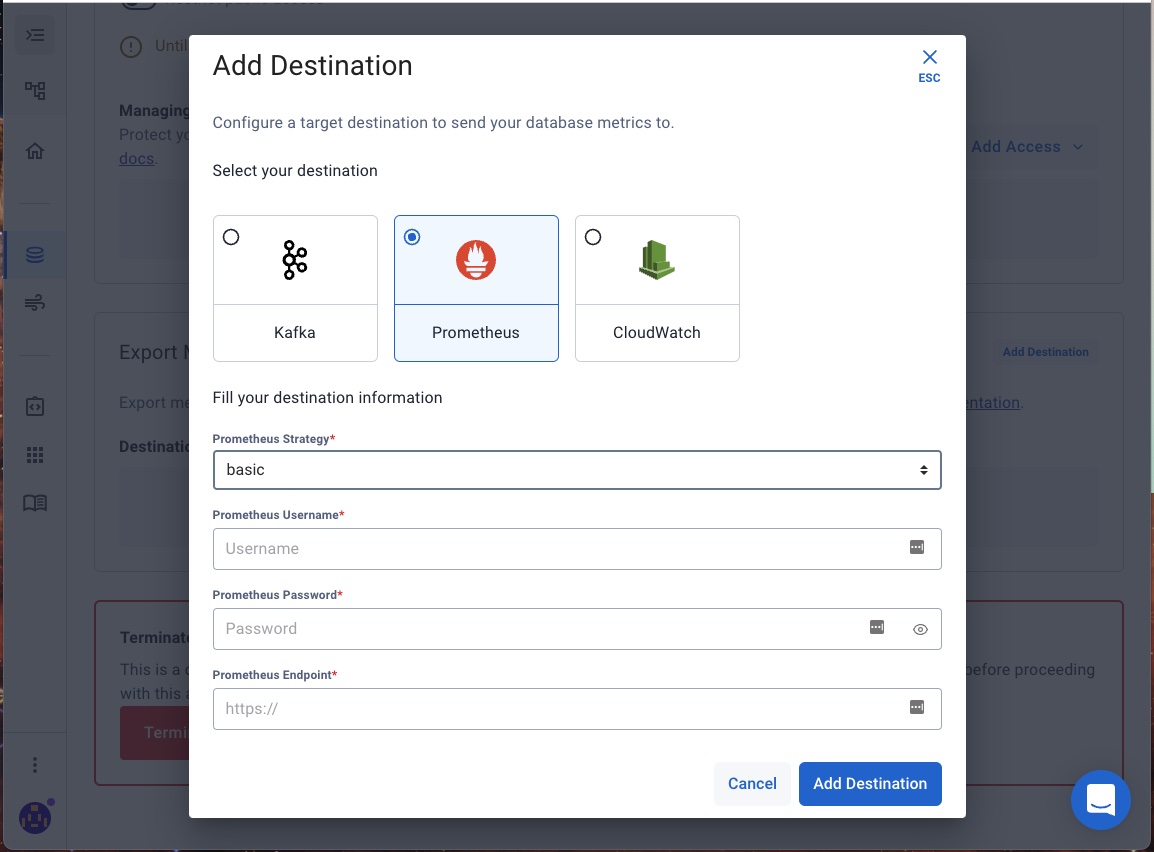 Until
Add Destination
ESC
Configure a target destination to send your database metrics to.
Managing
Protect yo
docs.
Add Access
Select your destination
Kafka
Prometheus
CloudWatch
Export M
Add Destination
Fill your destination information
Export me
entation.
Destinatio
Prometheus Strategy*
basic
Prometheus Username*
Username
Prometheus Password*
Password
Terminate
This is a d
before proceeding
with this a
Prometheus Endpoint*
https://
Termi
Cancel
Add Destination